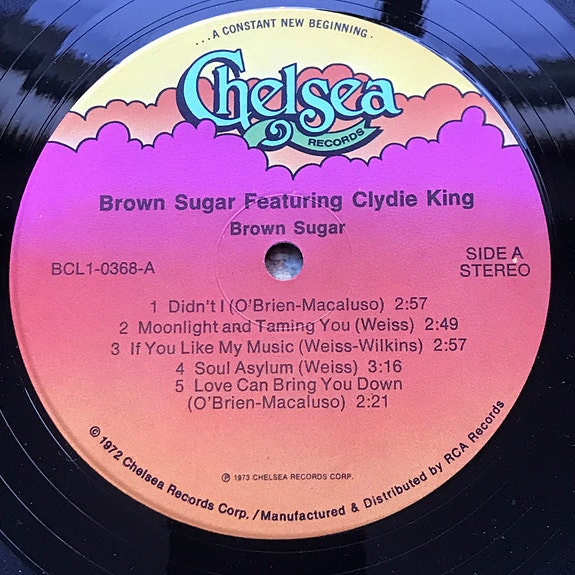 ...A CONSTANT NEW BEGINNING.
Chelsea
RECORDS
Brown Sugar Featuring Clydie King
Brown Sugar
BCL1-0368-A
SIDE A
STEREO
1 Didn't I (O'Brien-Macaluso) 2:57
2 Moonlight and Taming You (Weiss) 2:49
3 If You Like My Music (Weiss-Wilkins) 2:57
4 Soul Asylum (Weiss) 3:16
5 Love Can Bring You Down
(O'Brien-Macaluso) 2:21
℗ 1973 CHELSEA RECORDS CORP.
© 1972 Chelsea Records Corp./Manufactured & Distributed by RCA Records